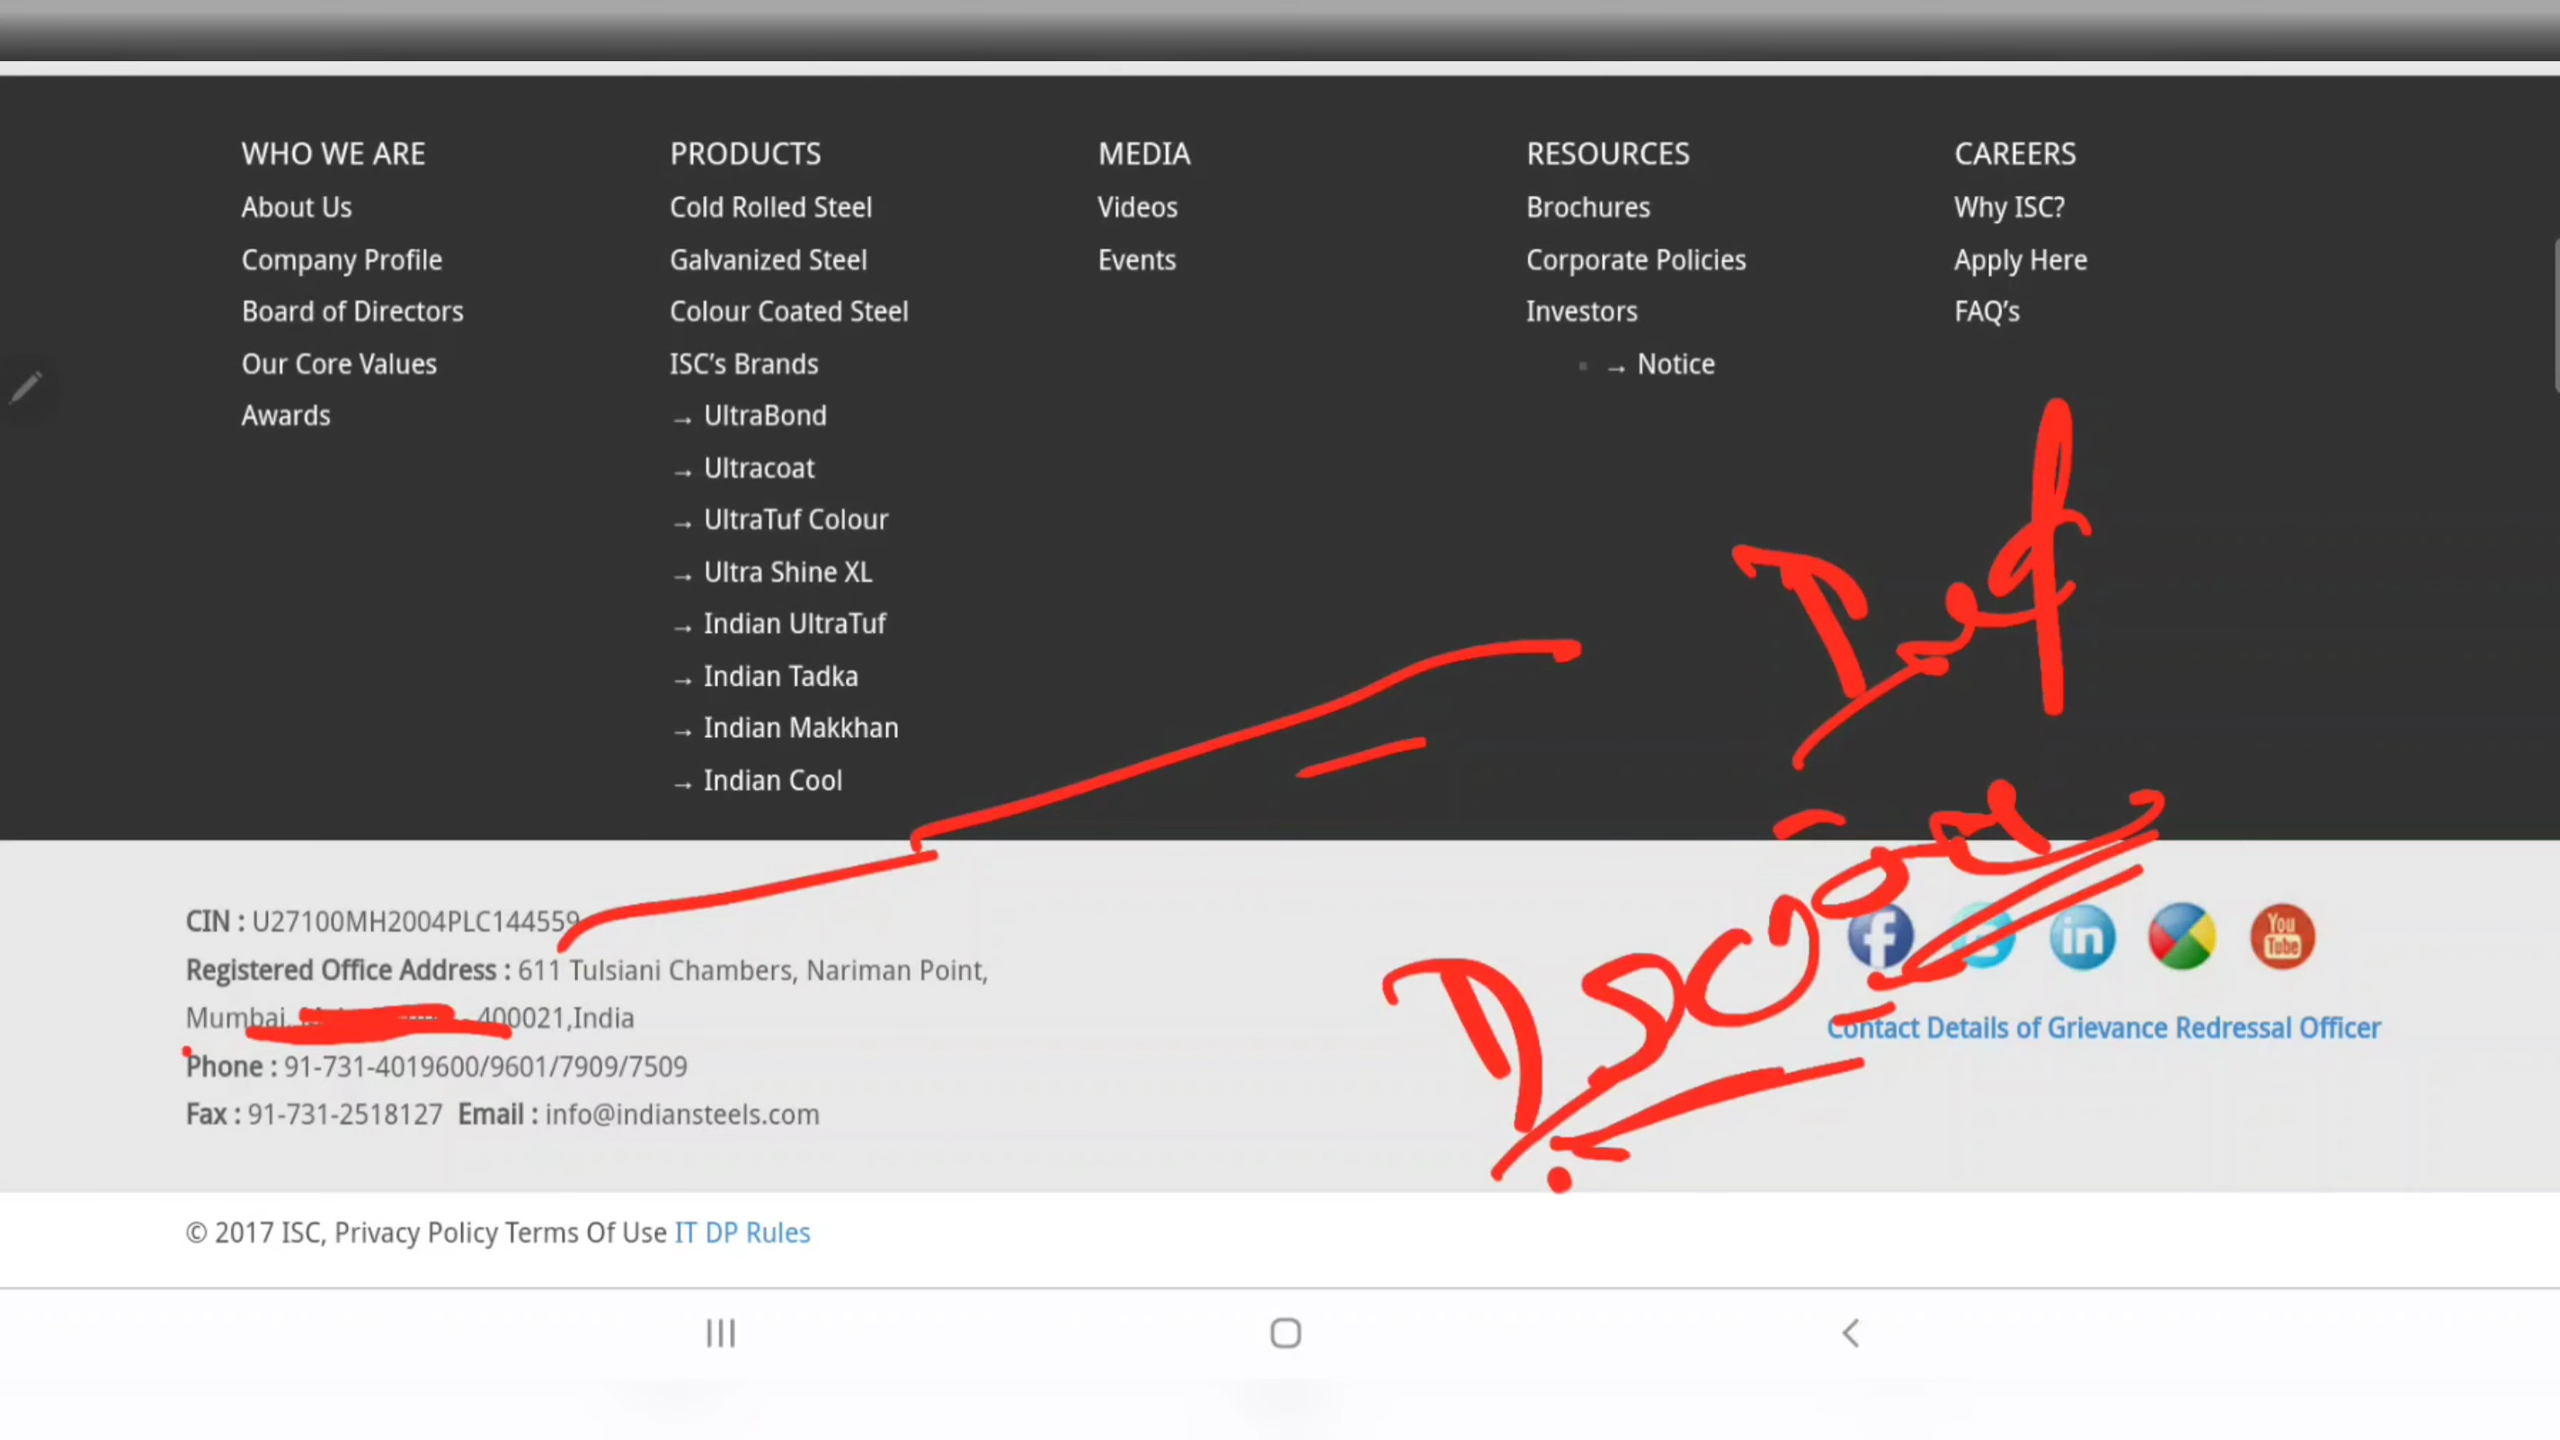 WHO WE ARE
About Us
Company Profile
Board of Directors
Our Core Values
Awards
PRODUCTS
Cold Rolled Steel
Galvanized Steel
Colour Coated Steel
ISC’s Brands
→ UltraBond
→ Ultracoat
→ UltraTuf Colour
→ Ultra Shine XL
→ Indian UltraTuf
→ Indian Tadka
→ Indian Makkhan
→ Indian Cool
MEDIA
Videos
Events
RESOURCES
Brochures
Corporate Policies
Investors
→ Notice
CAREERS
Why ISC?
Apply Here
FAQ’s
CIN : U27100MH2004PLC144559
Registered Office Address : 611 Tulsiani Chambers, Nariman Point,
Mumbai, 400021,India
Phone : 91-731-4019600/9601/7909/7509
Fax : 91-731-2518127 Email : info@indiansteels.com
in
You
Tube
Contact Details of Grievance Redressal Officer
© 2017 ISC, Privacy Policy Terms Of Use IT DP Rules